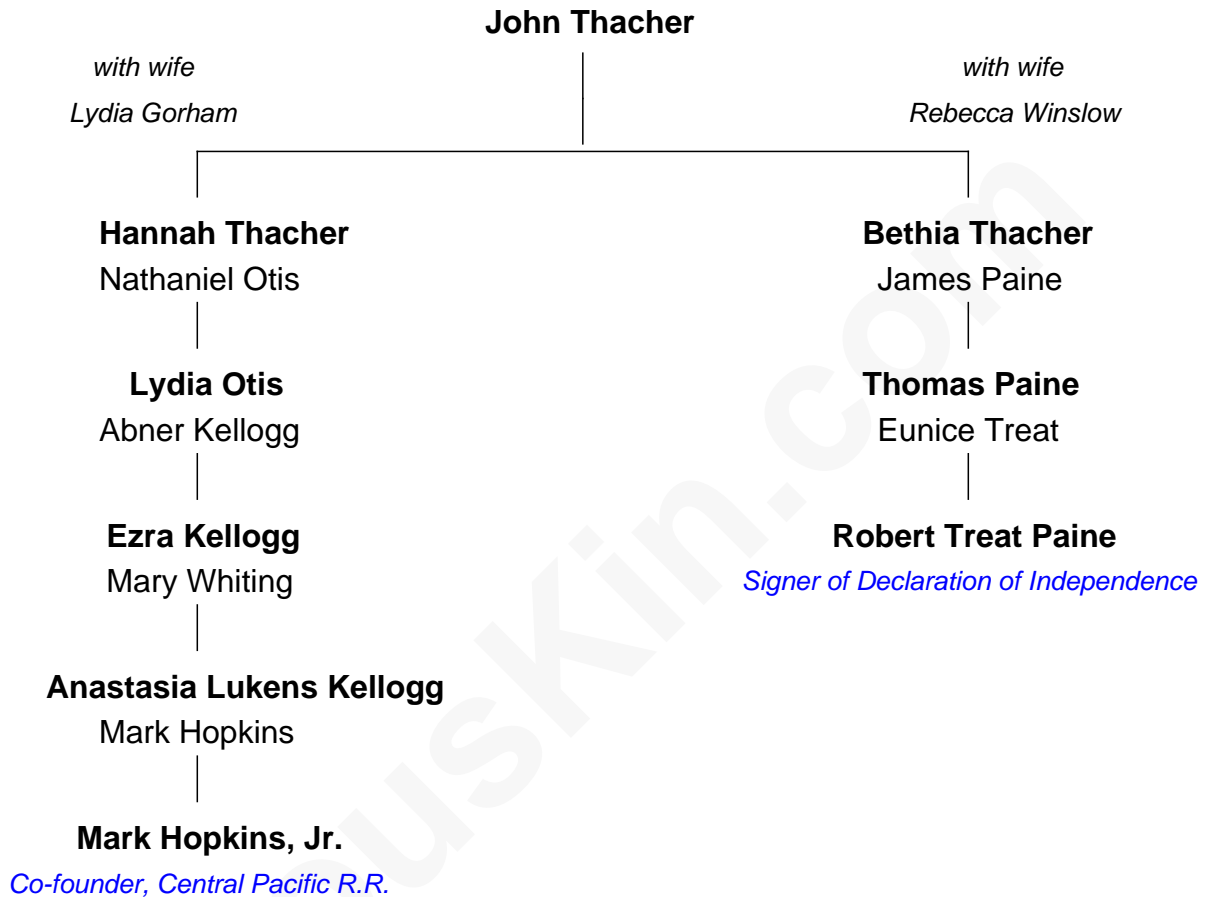 John Thacher
with wife
Lydia Gorham
with wife
Rebecca Winslow
Hannah Thacher
Nathaniel Otis
Bethia Thacher
James Paine
Lydia Otis
Abner Kellogg
Thomas Paine
Eunice Treat
Ezra Kellogg
Mary Whiting
Robert Treat Paine
Signer of Declaration of Independence
Anastasia Lukens Kellogg
Mark Hopkins
Mark Hopkins, Jr.
Co-founder, Central Pacific R.R.
ousKin.com